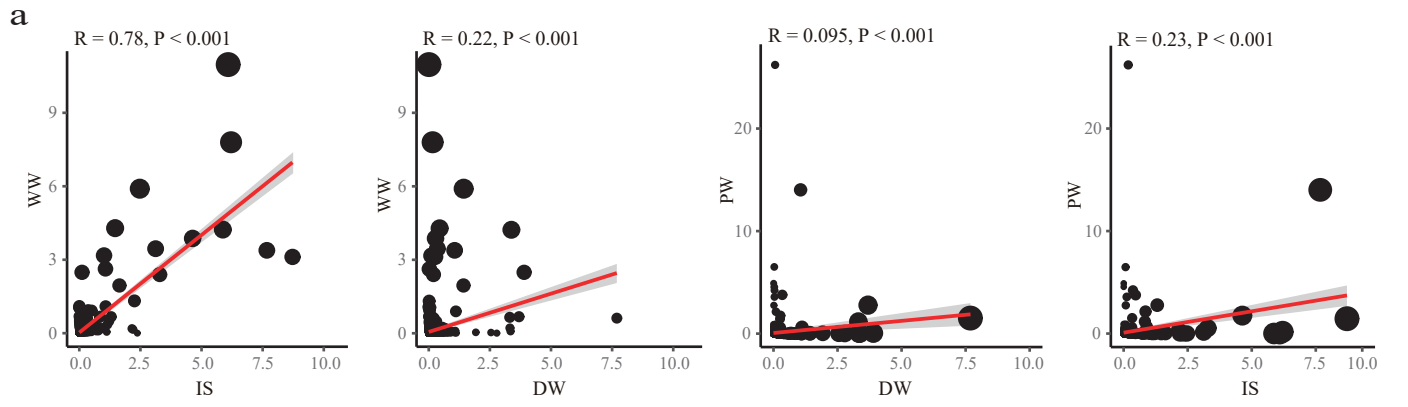 a
R = 0.78, P < 0.001
WW
9
6
3
0
0.0 2.5 5.0 7.5 10.0
IS
R = 0.22, P < 0.001
WW
9
6
3
0
0.0 2.5 5.0 7.5 10.0
DW
R = 0.095, P < 0.001
PW
20
10
0
0.0 2.5 5.0 7.5 10.0
DW
R = 0.23, P < 0.001
PW
20
10
0
0.0 2.5 5.0 7.5 10.0
IS